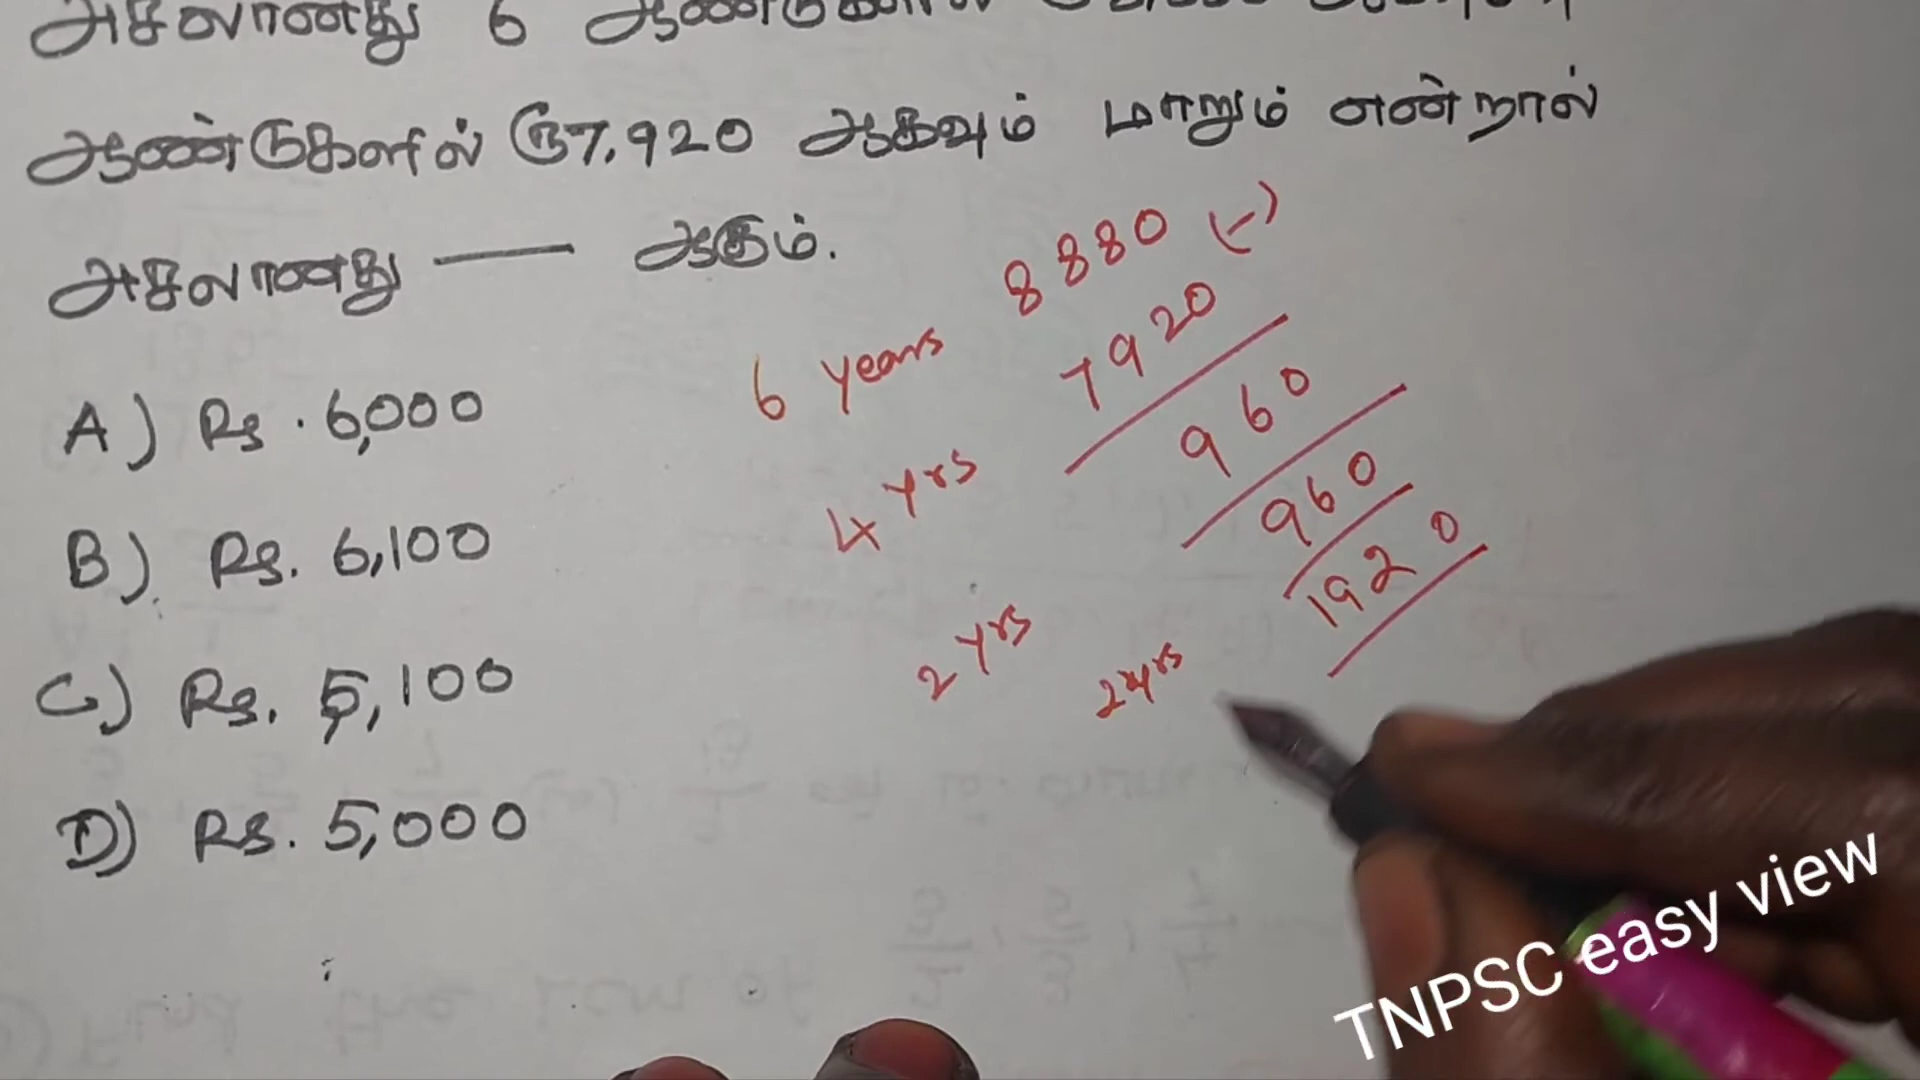 அசலானது 6 ஆண்டுகளில்
ஆண்டுகளில் ரூ7,920 ஆகவும் மாறும் என்றால்
அசலானது —— ஆகும்.
A) Rs. 6,000
B) Rs. 6,100
C) Rs. 5,100
D) Rs. 5,000
6 years 8880 (-)
4 yrs 7920
960
2 yrs 960
2 yrs 1920
TNPSC easy view